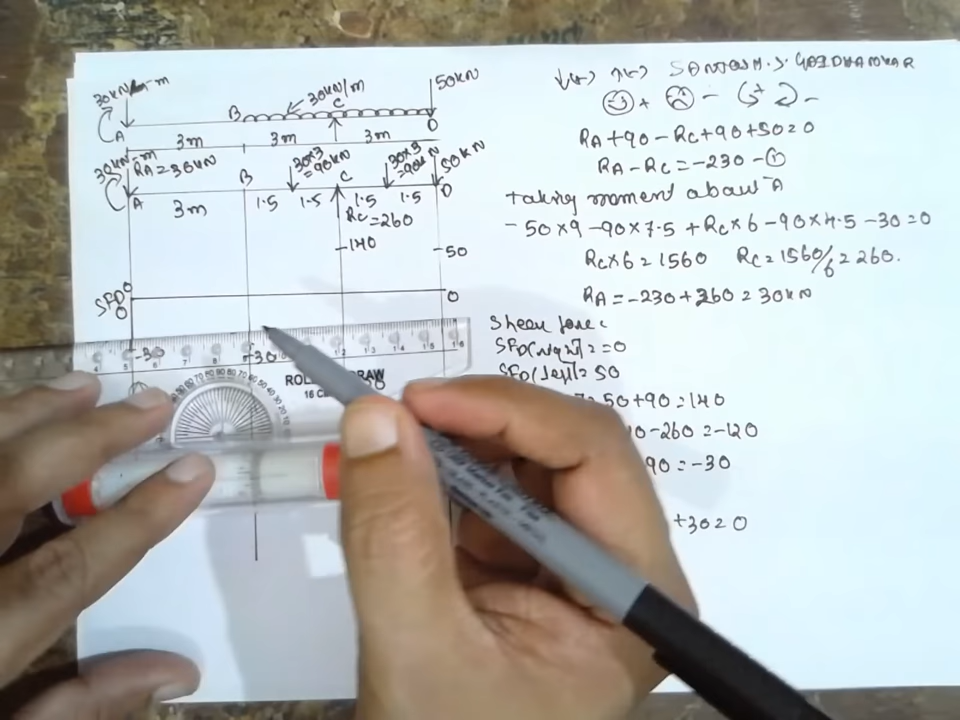 30kN-m
50kN
B
30kN/m
C
A
D
3m
3m
3m
30kN-m
RA=30kN
B
30×3
=90kN
C
30×3
=90kN
50kN
A
D
3m
1.5
1.5
1.5
1.5
RC=260
140
50
SFD
0
0
0
-30
-30
16
RA+90-RC+90+50=0
RA-RC=-230-①
taking moment about A
-50×9-90×7.5+RC×6-90×4.5-30=0
RC×6=1560 RC=1560/6=260.
RA=-230+260=30kN
Shear force
SFD(right)=0
SFD(left)=50
50+90=140
-260=-120
90=-30
+30=0